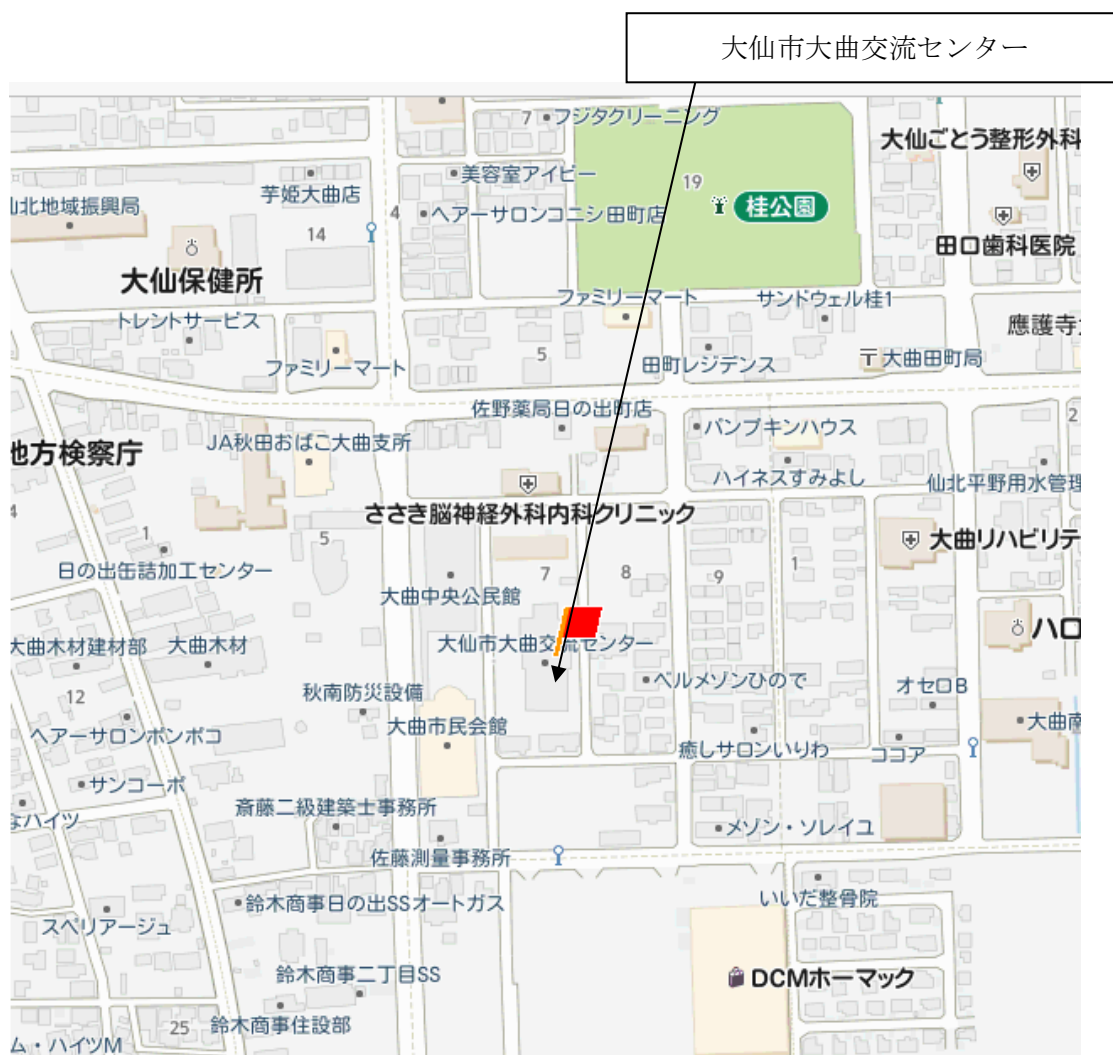 大仙市大曲交流センター
7
フジタクリーニング
大仙ごとう整形外科
美容室アイビー
芋姫大曲店
19
桂公園
山北地域振興局
4
ヘアーサロンコニシ田町店
14
田口歯科医院
大仙保健所
ファミリーマート
サンドウェル桂1
トレントサービス
應護寺
5
ファミリーマート
田町レジデンス
〒
大曲田町局
佐野薬局日の出町店
2
パンプキンハウス
JA秋田おばこ大曲支所
地方検察庁
ハイネスすみよし
仙北平野用水管理
4
ささき脳神経外科内科クリニック
1
5
大曲リハビリテ
日の出缶詰加工センター
7
8
9
1
大曲中央公民館
ハロ
大曲木材建材部
大曲木材
大仙市大曲交流センター
ベルメゾンひので
オセロB
12
秋南防災設備
大曲市民会館
大曲南
ヘアーサロンポンポコ
癒しサロンいりわ
ココア
サンコーポ
斎藤二級建築士事務所
よハイツ
メゾン・ソレイユ
佐藤測量事務所
いいだ整骨院
鈴木商事日の出SSオートガス
スペリアージュ
鈴木商事二丁目SS
DCMホーマック
25
鈴木商事住設部
ム・ハイツM